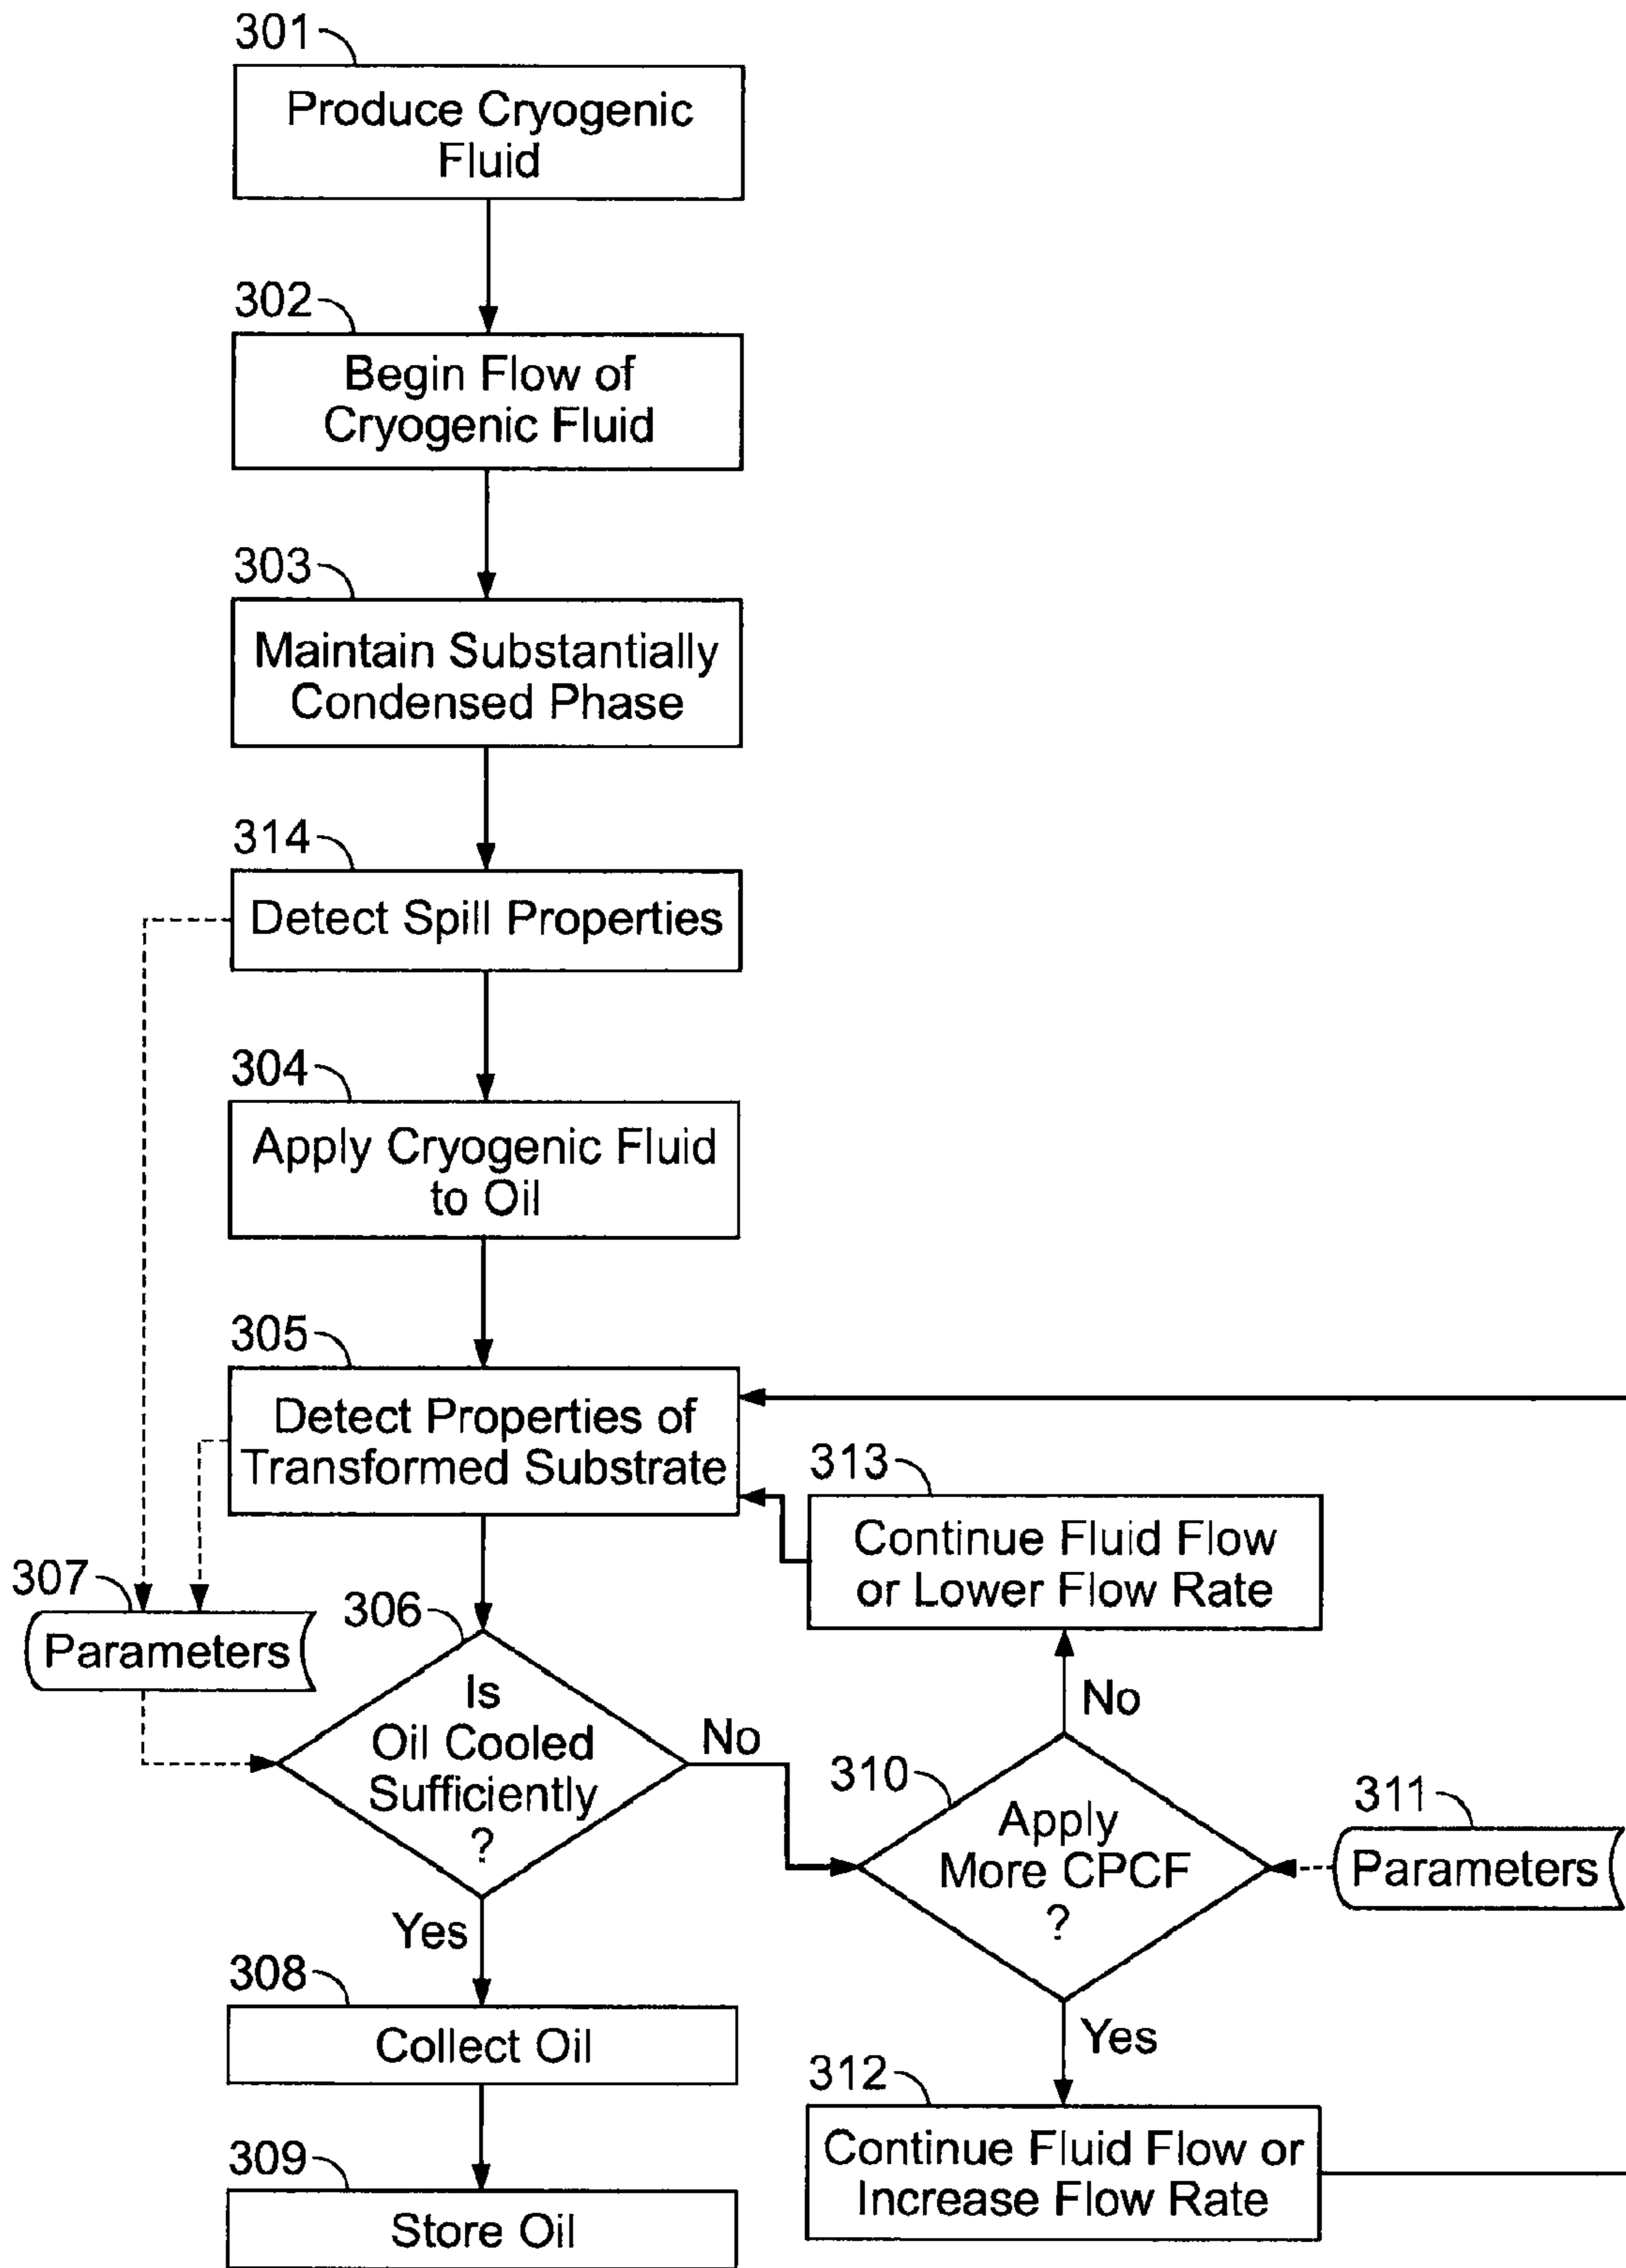 301
Produce Cryogenic
Fluid
302
Begin Flow of
Cryogenic Fluid
303
Maintain Substantially
Condensed Phase
314
Detect Spill Properties
304
Apply Cryogenic Fluid
to Oil
305
Detect Properties of
Transformed Substrate
313
Continue Fluid Flow
or Lower Flow Rate
307
Parameters
306
Is
Oil Cooled
Sufficiently
?
No
No
310
Apply
More CPCF
?
311
Parameters
Yes
308
Collect Oil
Yes
312
Continue Fluid Flow or
Increase Flow Rate
309
Store Oil